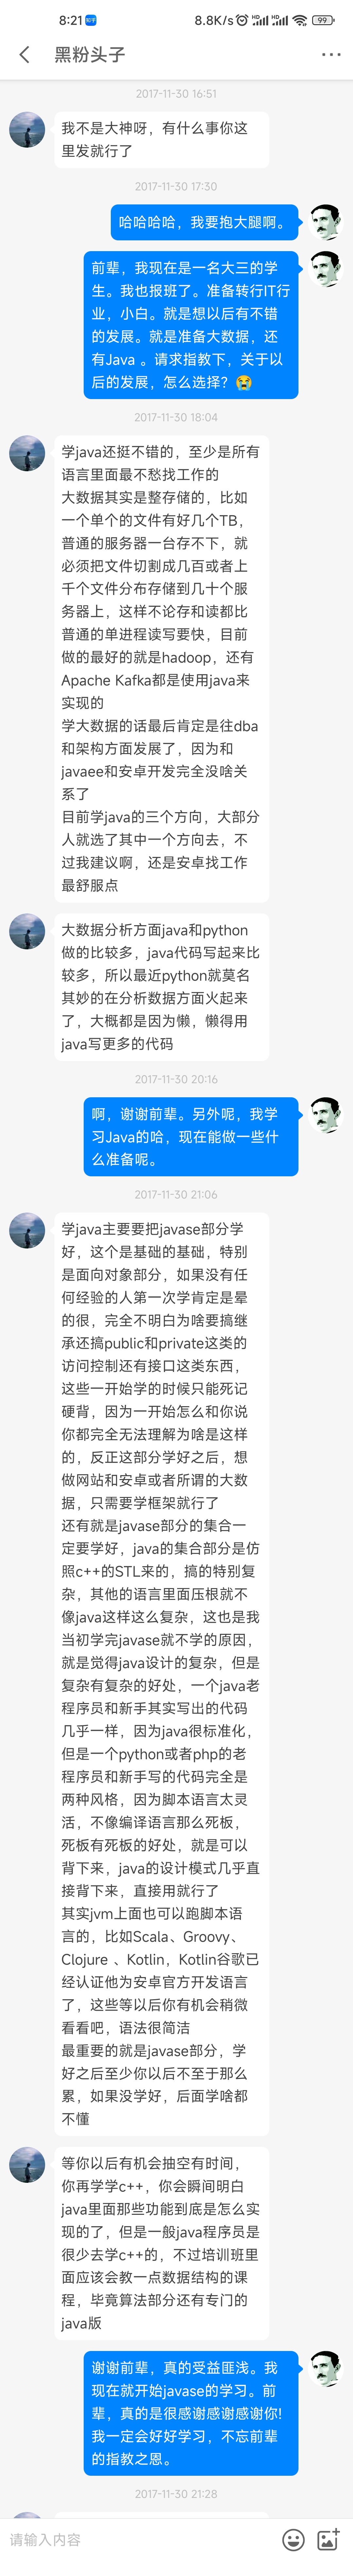 8:21 知乎 8.8K/s HD HD 99
黑粉头子
2017-11-30 16:51
我不是大神呀，有什么事你这
里发就行了
2017-11-30 17:30
哈哈哈哈，我要抱大腿啊。
前辈，我现在是一名大三的学
生。我也报班了。准备转行IT行
业，小白。就是想以后有不错
的发展。就是准备大数据，还
有Java 。请求指教下，关于以
后的发展，怎么选择？😭
2017-11-30 18:04
学java还挺不错的，至少是所有
语言里面最不愁找工作的
大数据其实是整存储的，比如
一个单个的文件有好几个TB，
普通的服务器一台存不下，就
必须把文件切割成几百或者上
千个文件分布存储到几十个服
务器上，这样不论存和读都比
普通的单进程读写要快，目前
做的最好的就是hadoop，还有
Apache Kafka都是使用java来
实现的
学大数据的话最后肯定是往dba
和架构方面发展了，因为和
javaee和安卓开发完全没啥关
系了
目前学java的三个方向，大部分
人就选了其中一个方向去，不
过我建议啊，还是安卓找工作
最舒服点
大数据分析方面java和python
做的比较多，java代码写起来比
较多，所以最近python就莫名
其妙的在分析数据方面火起来
了，大概都是因为懒，懒得用
java写更多的代码
2017-11-30 20:16
啊，谢谢前辈。另外呢，我学
习Java的哈，现在能做一些什
么准备呢。
2017-11-30 21:06
学java主要要把javase部分学
好，这个是基础的基础，特别
是面向对象部分，如果没有任
何经验的人第一次学肯定是晕
的很，完全不明白为啥要搞继
承还搞public和private这类的
访问控制还有接口这类东西，
这些一开始学的时候只能死记
硬背，因为一开始怎么和你说
你都完全无法理解为啥是这样
的，反正这部分学好之后，想
做网站和安卓或者所谓的大数
据，只需要学框架就行了
还有就是javase部分的集合一
定要学好，java的集合部分是仿
照c++的STL来的，搞的特别复
杂，其他的语言里面压根就不
像java这样这么复杂，这也是我
当初学完javase就不学的原因，
就是觉得java设计的复杂，但是
复杂有复杂的好处，一个java老
程序员和新手其实写出的代码
几乎一样，因为java很标准化，
但是一个python或者php的老
程序员和新手写的代码完全是
两种风格，因为脚本语言太灵
活，不像编译语言那么死板，
死板有死板的好处，就是可以
背下来，java的设计模式几乎直
接背下来，直接用就行了
其实jvm上面也可以跑脚本语
言的，比如Scala、Groovy、
Clojure 、Kotlin，Kotlin谷歌已
经认证他为安卓官方开发语言
了，这些等以后你有机会稍微
看看吧，语法很简洁
最重要的就是javase部分，学
好之后至少你以后不至于那么
累，如果没学好，后面学啥都
不懂
等你以后有机会抽空有时间，
你再学学c++，你会瞬间明白
java里面那些功能到底是怎么实
现的了，但是一般java程序员是
很少去学c++的，不过培训班里
面应该会教一点数据结构的课
程，毕竟算法部分还有专门的
java版
谢谢前辈，真的受益匪浅。我
现在就开始javase的学习。前
辈，真的是很感谢感谢感谢你!
我一定会好好学习，不忘前辈
的指教之恩。
2017-11-30 21:28
请输入内容